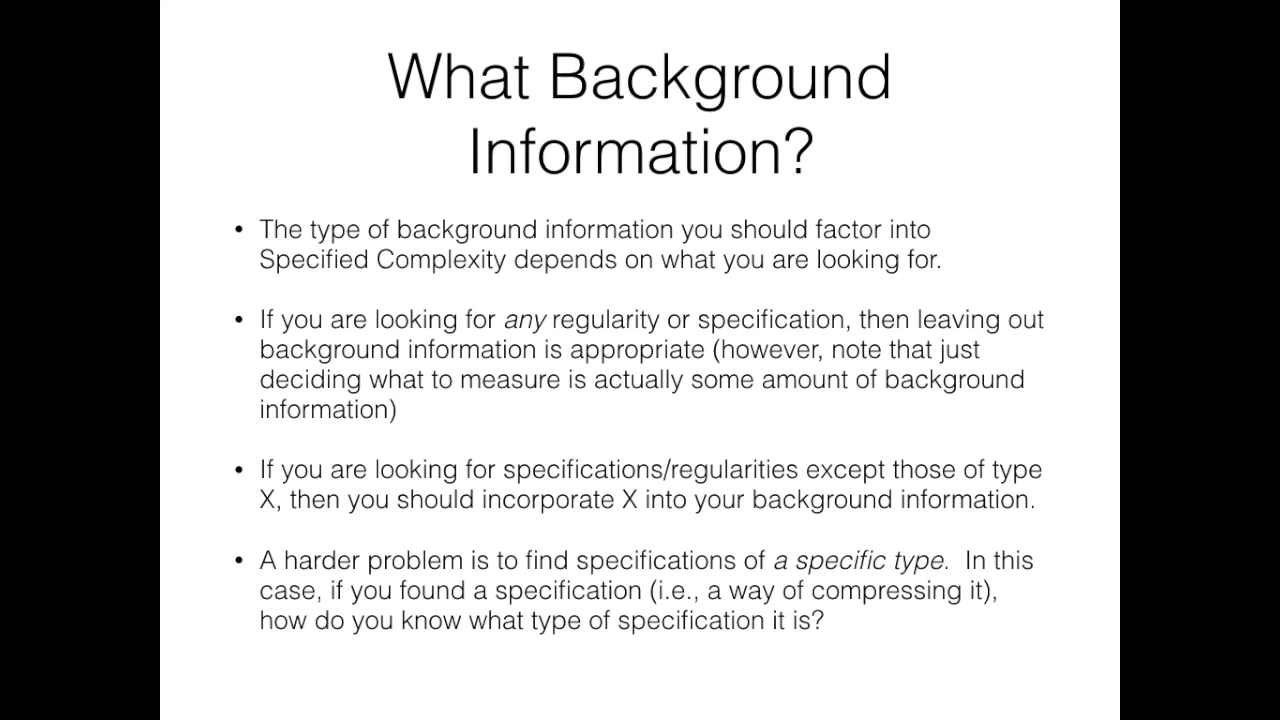 What Background
Information?
• The type of background information you should factor into
Specified Complexity depends on what you are looking for.
• If you are looking for any regularity or specification, then leaving out
background information is appropriate (however, note that just
deciding what to measure is actually some amount of background
information)
• If you are looking for specifications/regularities except those of type
X, then you should incorporate X into your background information.
• A harder problem is to find specifications of a specific type.  In this
case, if you found a specification (i.e., a way of compressing it),
how do you know what type of specification it is?